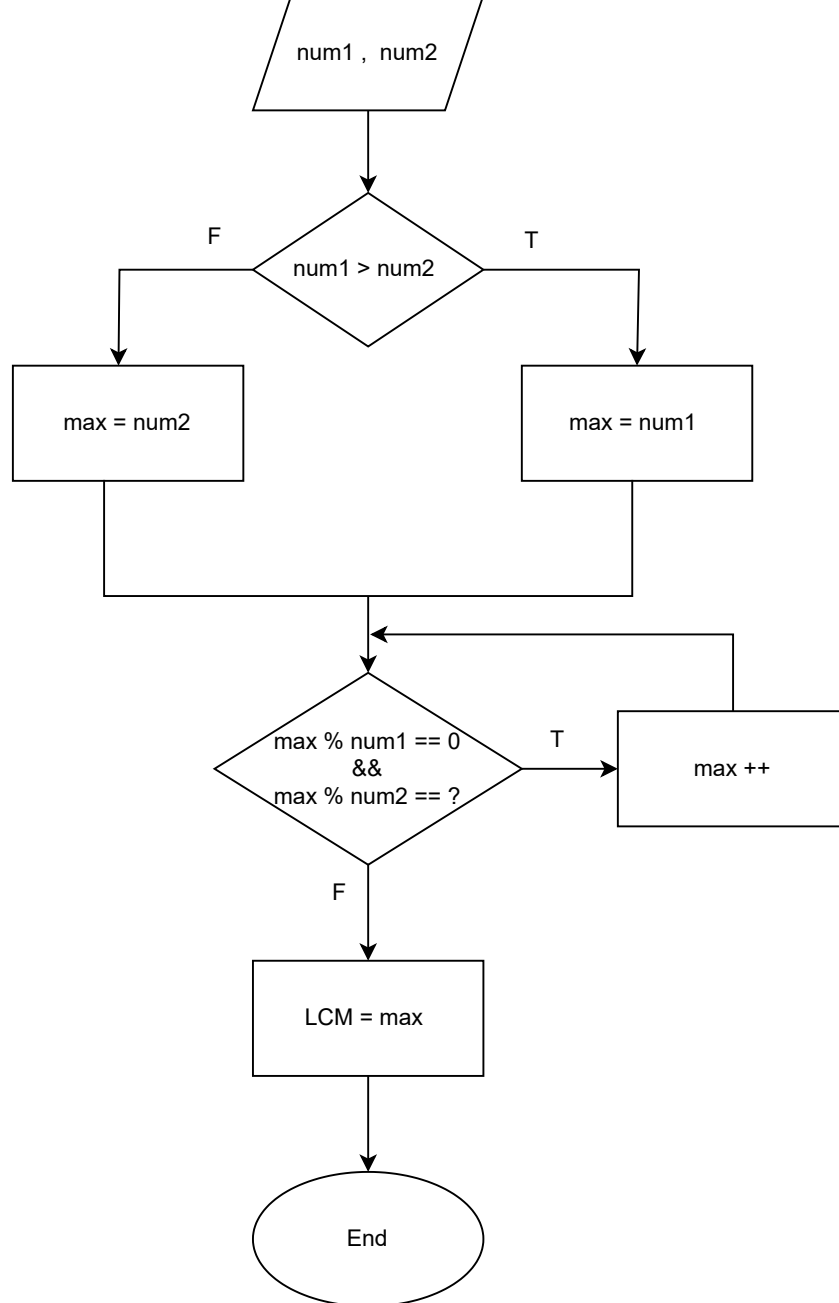 num1 , num2
F
T
num1 > num2
max = num2
max = num1
max % num1 == 0
&&
max % num2 == ?
T
max ++
F
LCM = max
End